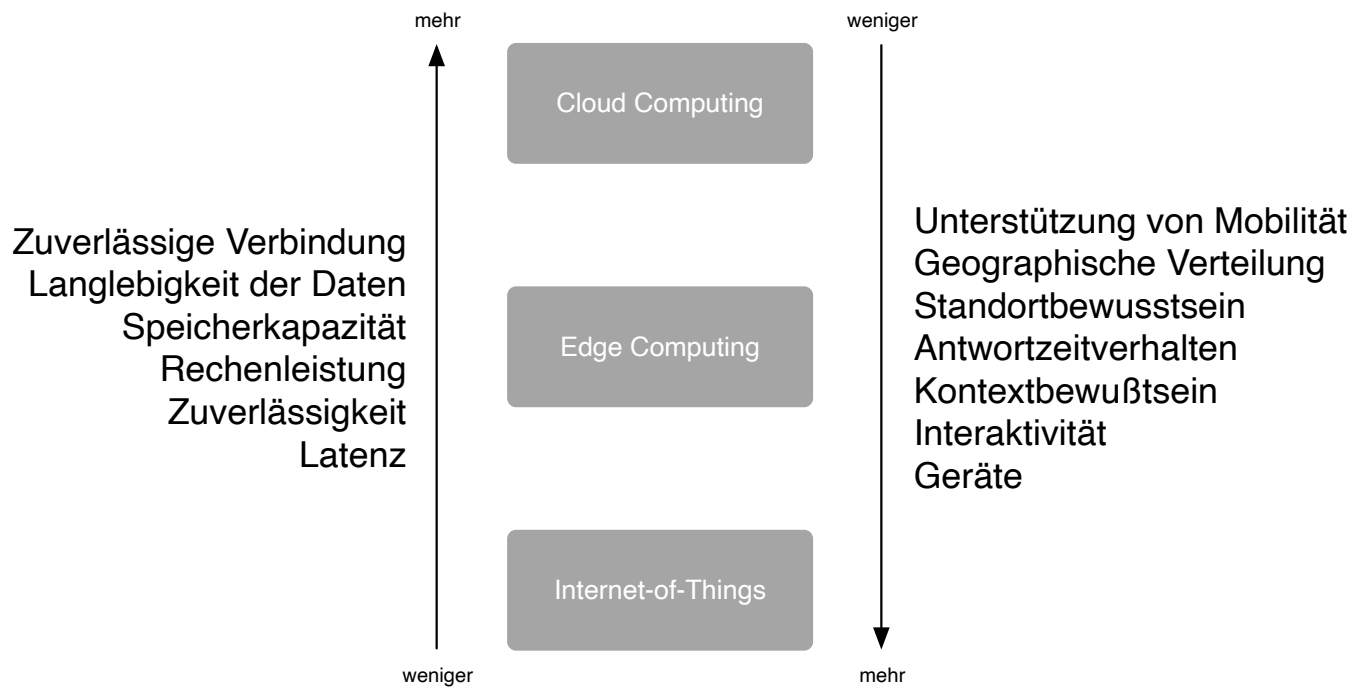 mehr
weniger
Cloud Computing
Zuverlässige Verbindung
Langlebigkeit der Daten
Speicherkapazität
Rechenleistung
Zuverlässigkeit
Latenz
Edge Computing
Unterstützung von Mobilität
Geographische Verteilung
Standortbewusstsein
Antwortzeitverhalten
Kontextbewußtsein
Interaktivität
Geräte
Internet-of-Things
weniger
mehr